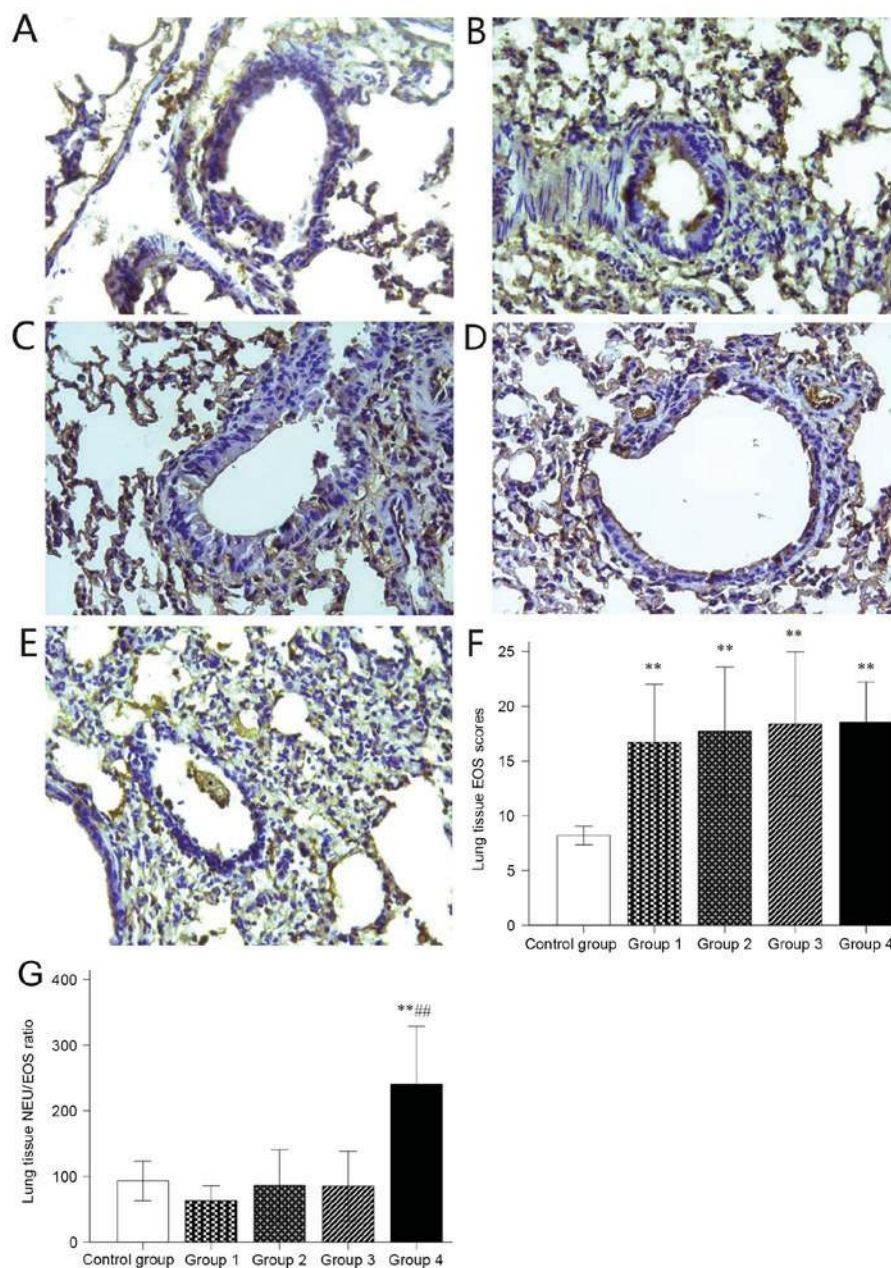 A
B
C
D
E
F
25
20
15
10
5
0
Lung tissue EOS scores
**
**
**
**
Control group Group 1 Group 2 Group 3 Group 4
G
400
300
200
100
0
Lung tissue NEU/EOS ratio
**##
Control group Group 1 Group 2 Group 3 Group 4